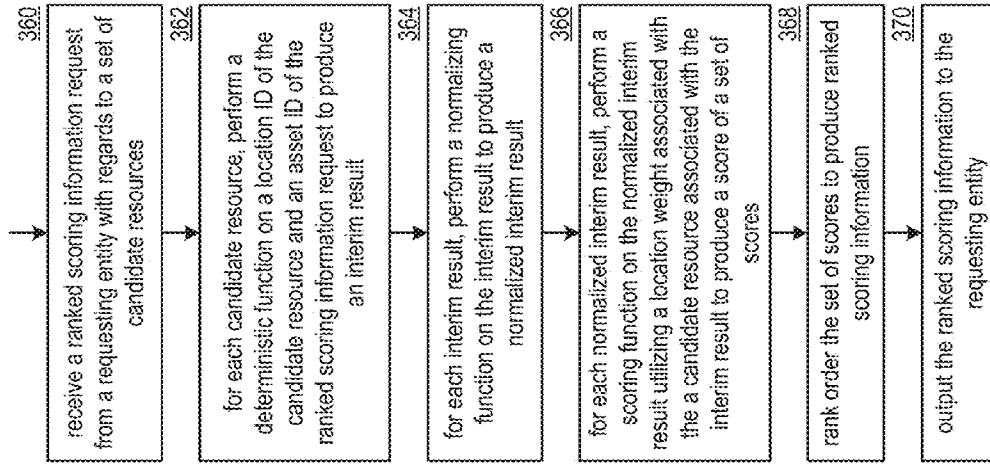 360
receive a ranked scoring information request
from a requesting entity with regards to a set of
candidate resources
362
for each candidate resource, perform a
deterministic function on a location ID of the
candidate resource and an asset ID of the
ranked scoring information request to produce
an interim result
364
for each interim result, perform a normalizing
function on the interim result to produce a
normalized interim result
366
for each normalized interim result, perform a
scoring function on the normalized interim
result utilizing a location weight associated with
the a candidate resource associated with the
interim result to produce a score of a set of
scores
368
rank order the set of scores to produce ranked
scoring information
370
output the ranked scoring information to the
requesting entity